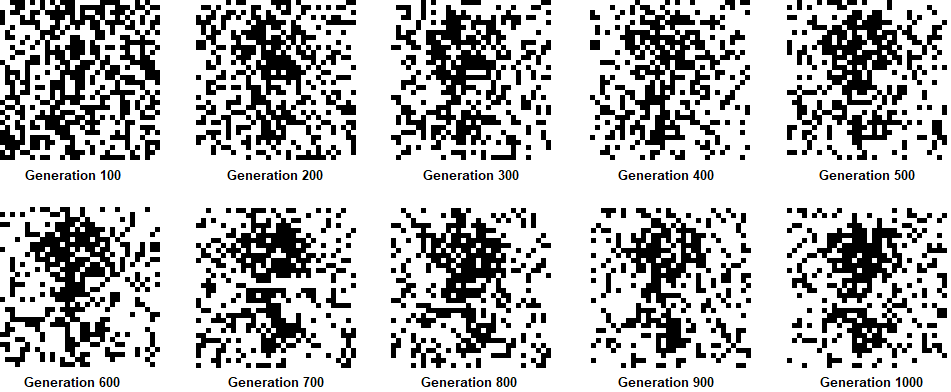 Generation 100
Generation 200
Generation 300
Generation 400
Generation 500
Generation 600
Generation 700
Generation 800
Generation 900
Generation 1000